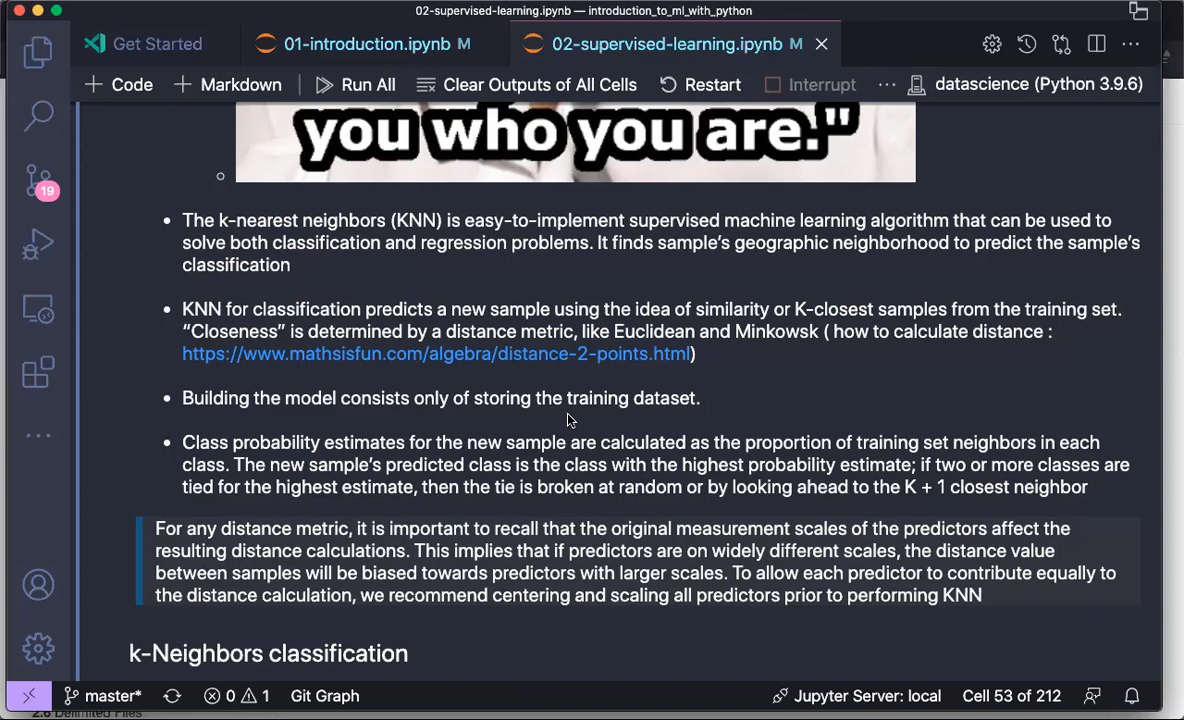 02-supervised-learning.ipynb — introduction_to_ml_with_python
Get Started
01-introduction.ipynb M
02-supervised-learning.ipynb M
Code
Markdown
Run All
Clear Outputs of All Cells
Restart
Interrupt
datascience (Python 3.9.6)
you who you are."
19
The k-nearest neighbors (KNN) is easy-to-implement supervised machine learning algorithm that can be used to
solve both classification and regression problems. It finds sample's geographic neighborhood to predict the sample's
classification
KNN for classification predicts a new sample using the idea of similarity or K-closest samples from the training set.
“Closeness” is determined by a distance metric, like Euclidean and Minkowsk ( how to calculate distance :
https://www.mathsisfun.com/algebra/distance-2-points.html)
Building the model consists only of storing the training dataset.
Class probability estimates for the new sample are calculated as the proportion of training set neighbors in each
class. The new sample's predicted class is the class with the highest probability estimate; if two or more classes are
tied for the highest estimate, then the tie is broken at random or by looking ahead to the K + 1 closest neighbor
For any distance metric, it is important to recall that the original measurement scales of the predictors affect the
resulting distance calculations. This implies that if predictors are on widely different scales, the distance value
between samples will be biased towards predictors with larger scales. To allow each predictor to contribute equally to
the distance calculation, we recommend centering and scaling all predictors prior to performing KNN
k-Neighbors classification
master*
0
1
Git Graph
Jupyter Server: local
Cell 53 of 212